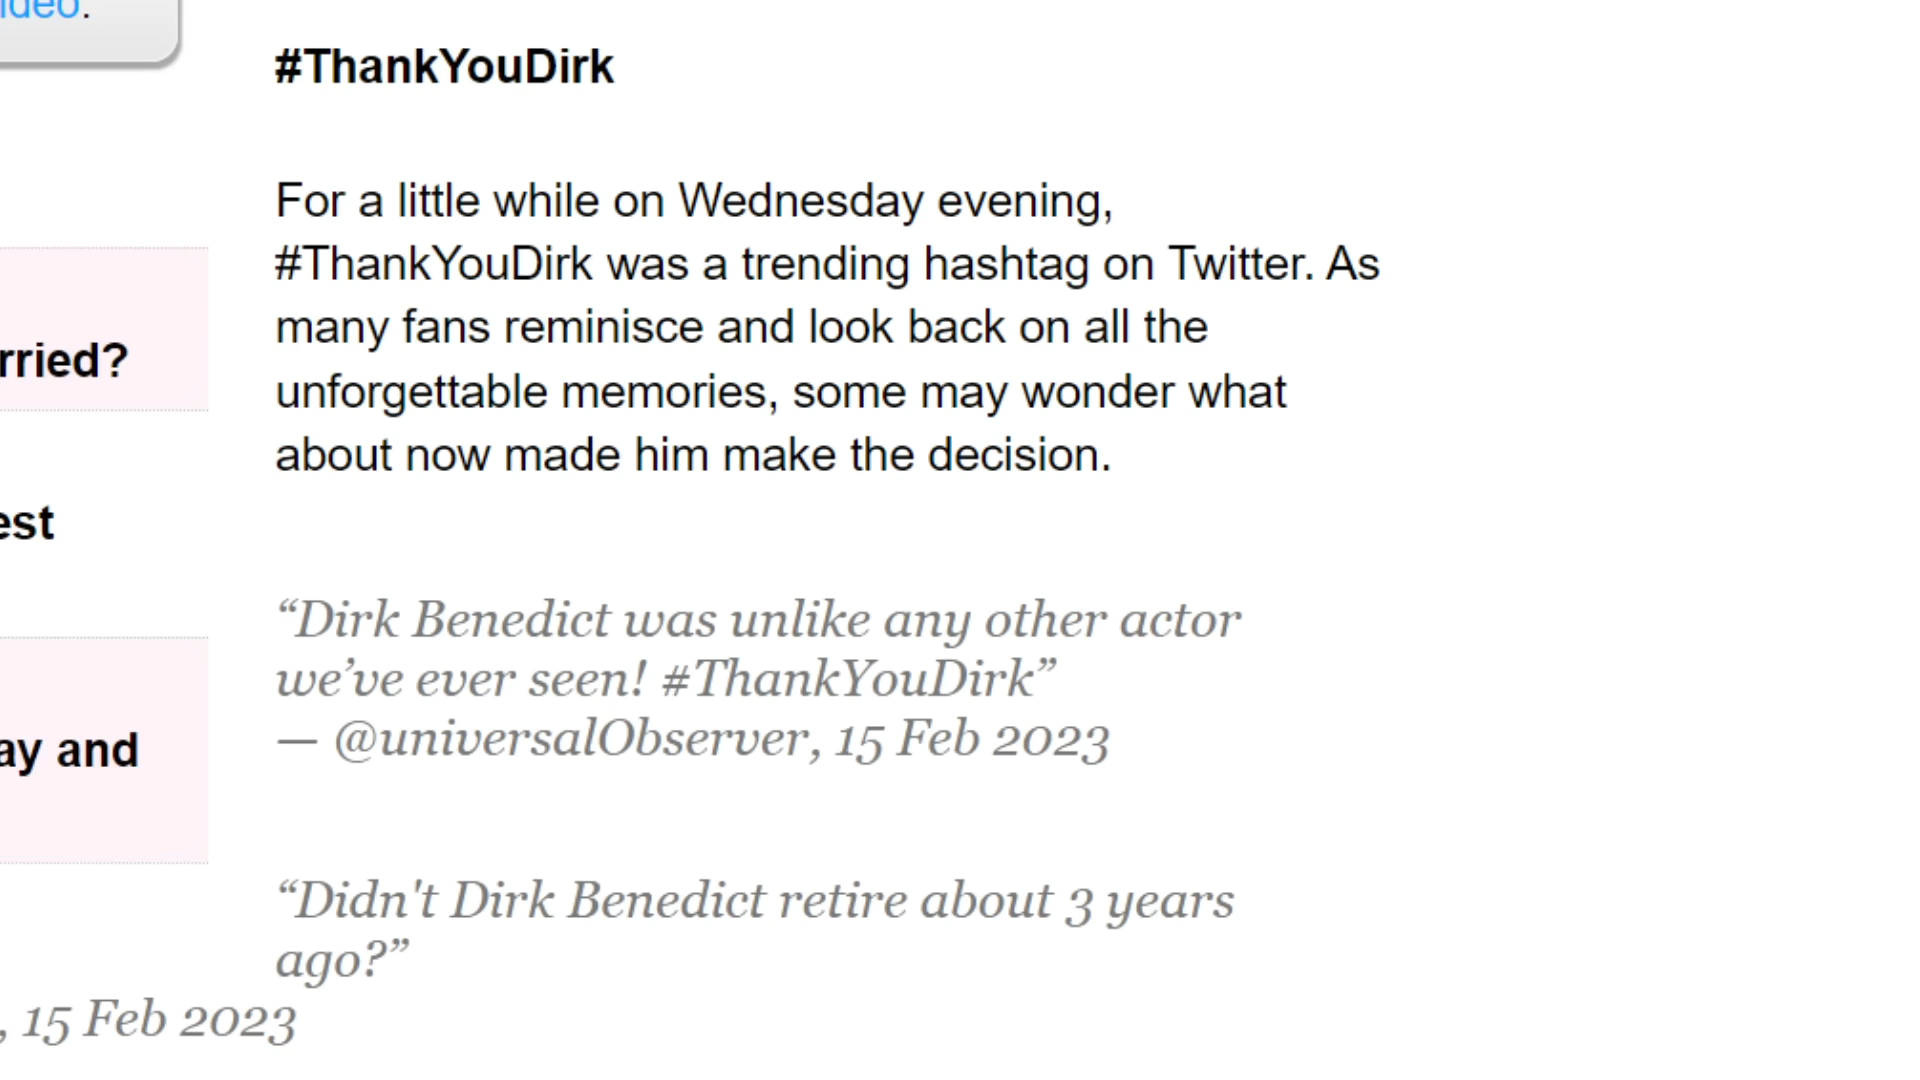 ideo.
#ThankYouDirk
For a little while on Wednesday evening,
#ThankYouDirk was a trending hashtag on Twitter. As
many fans reminisce and look back on all the
rried?
unforgettable memories, some may wonder what
about now made him make the decision.
est
“Dirk Benedict was unlike any other actor
we’ve ever seen! #ThankYouDirk”
— @universalObserver, 15 Feb 2023
ay and
“Didn't Dirk Benedict retire about 3 years
ago?”
, 15 Feb 2023